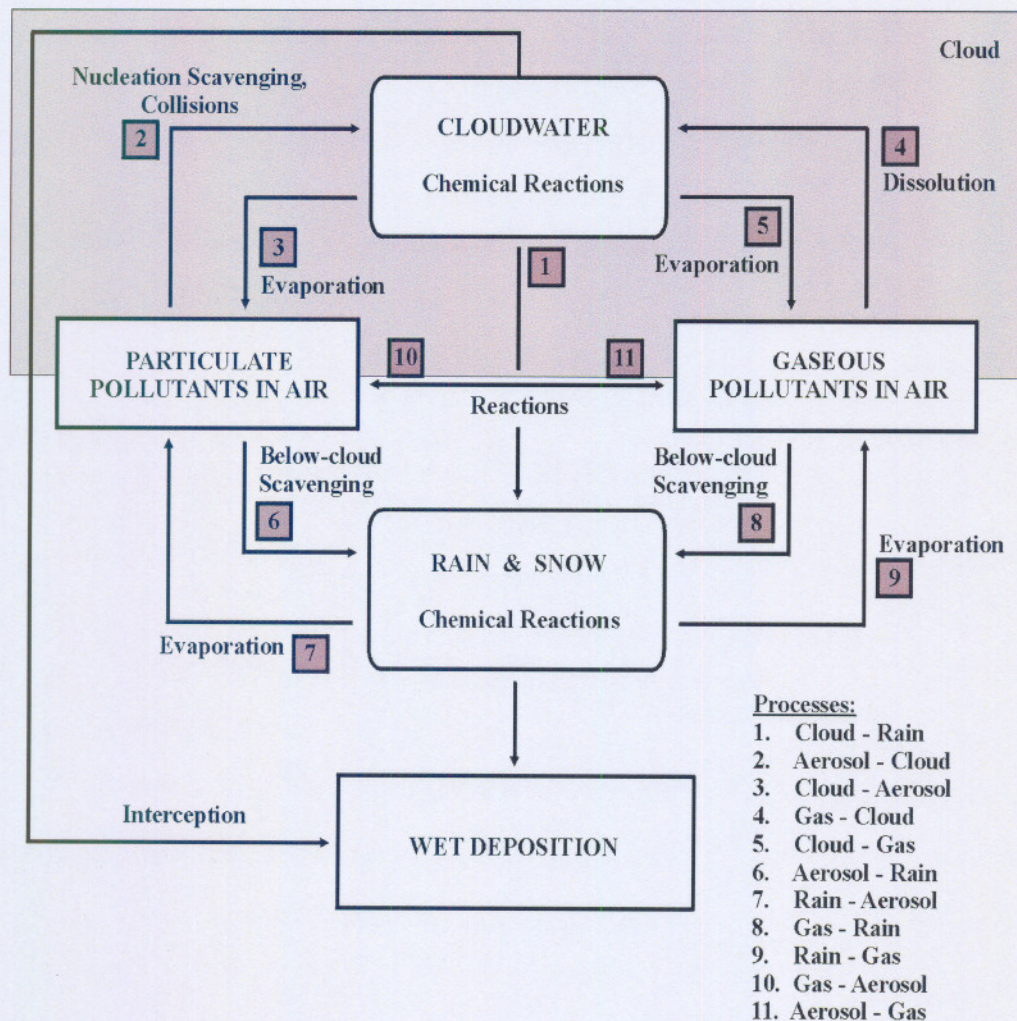 Cloud
Nucleation Scavenging,
Collisions
2
CLOUDWATER
Chemical Reactions
4
Dissolution
3
Evaporation
1
5
Evaporation
PARTICULATE
POLLUTANTS IN AIR
10
11
Reactions
GASEOUS
POLLUTANTS IN AIR
Below-cloud
Scavenging
6
Below-cloud
Scavenging
8
RAIN & SNOW
Chemical Reactions
Evaporation
9
Evaporation 7
Interception
WET DEPOSITION
Processes:
1. Cloud - Rain
2. Aerosol - Cloud
3. Cloud - Aerosol
4. Gas - Cloud
5. Cloud - Gas
6. Aerosol - Rain
7. Rain - Aerosol
8. Gas - Rain
9. Rain - Gas
10. Gas - Aerosol
11. Aerosol - Gas